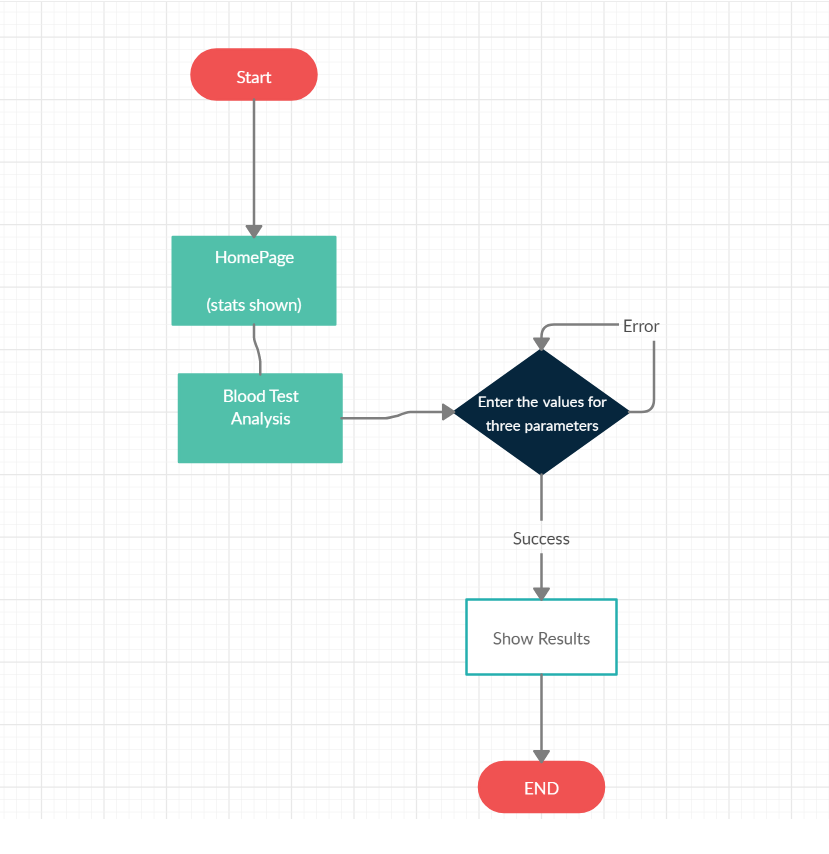 Start
HomePage
(stats shown)
Blood Test
Analysis
Error
Enter the values for
three parameters
Success
Show Results
END